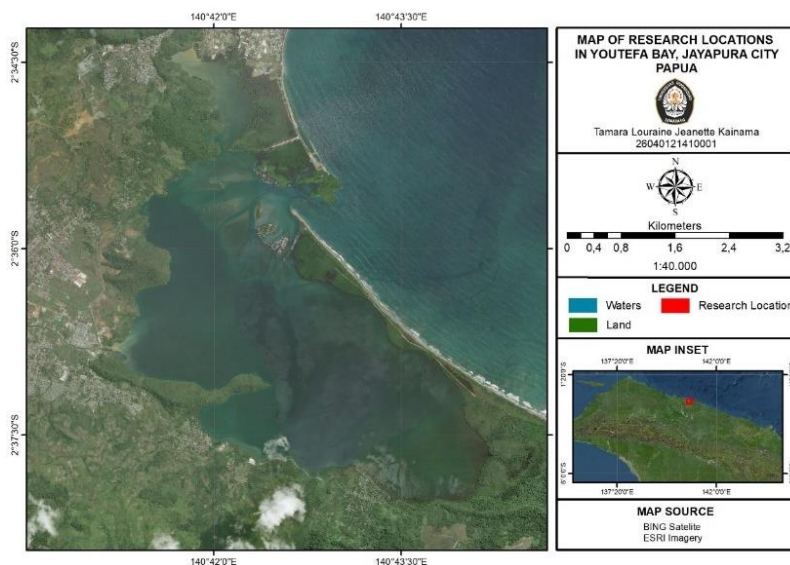 140°42'0"E
140°43'30"E
2°34'30"S
2°36'0"S
2°37'30"S
140°42'0"E
140°43'30"E
MAP OF RESEARCH LOCATIONS
IN YOUTEFA BAY, JAYAPURA CITY
PAPUA
Tamara Louraine Jeanette Kainama
26040121410001
N
W
E
S
Kilometers
0 0,4 0,8 1,6 2,4 3,2
1:40.000
LEGEND
Waters
Research Location
Land
MAP INSET
137°20'0"E
142°0'0"E
137°20'0"E
142°0'0"E
MAP SOURCE
BING Satelite
ESRI Imagery